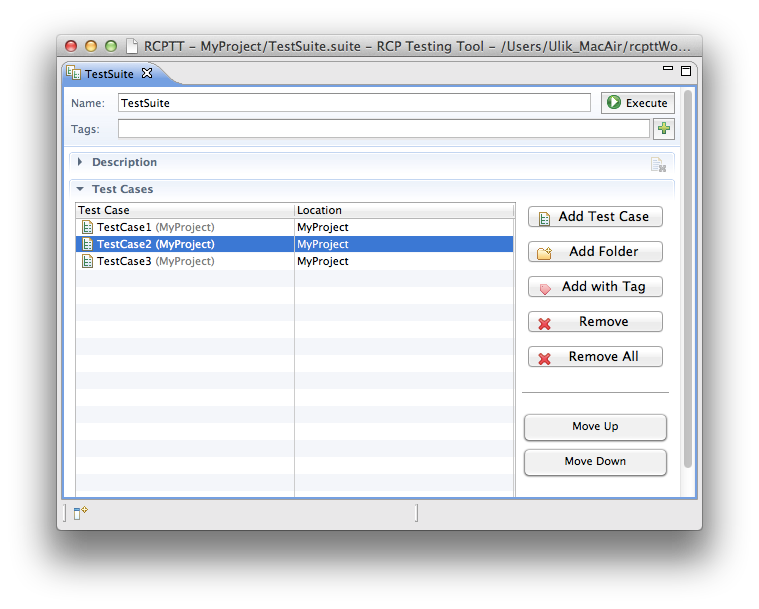 RCPTT - MyProject/TestSuite.suite - RCP Testing Tool - /Users/Ulik_MacAir/rcpttWo...
TestSuite
Name: TestSuite Execute
Tags:
Description
Test Cases
Test Case Location
TestCase1 (MyProject) MyProject
TestCase2 (MyProject) MyProject
TestCase3 (MyProject) MyProject
Add Test Case
Add Folder
Add with Tag
Remove
Remove All
Move Up
Move Down